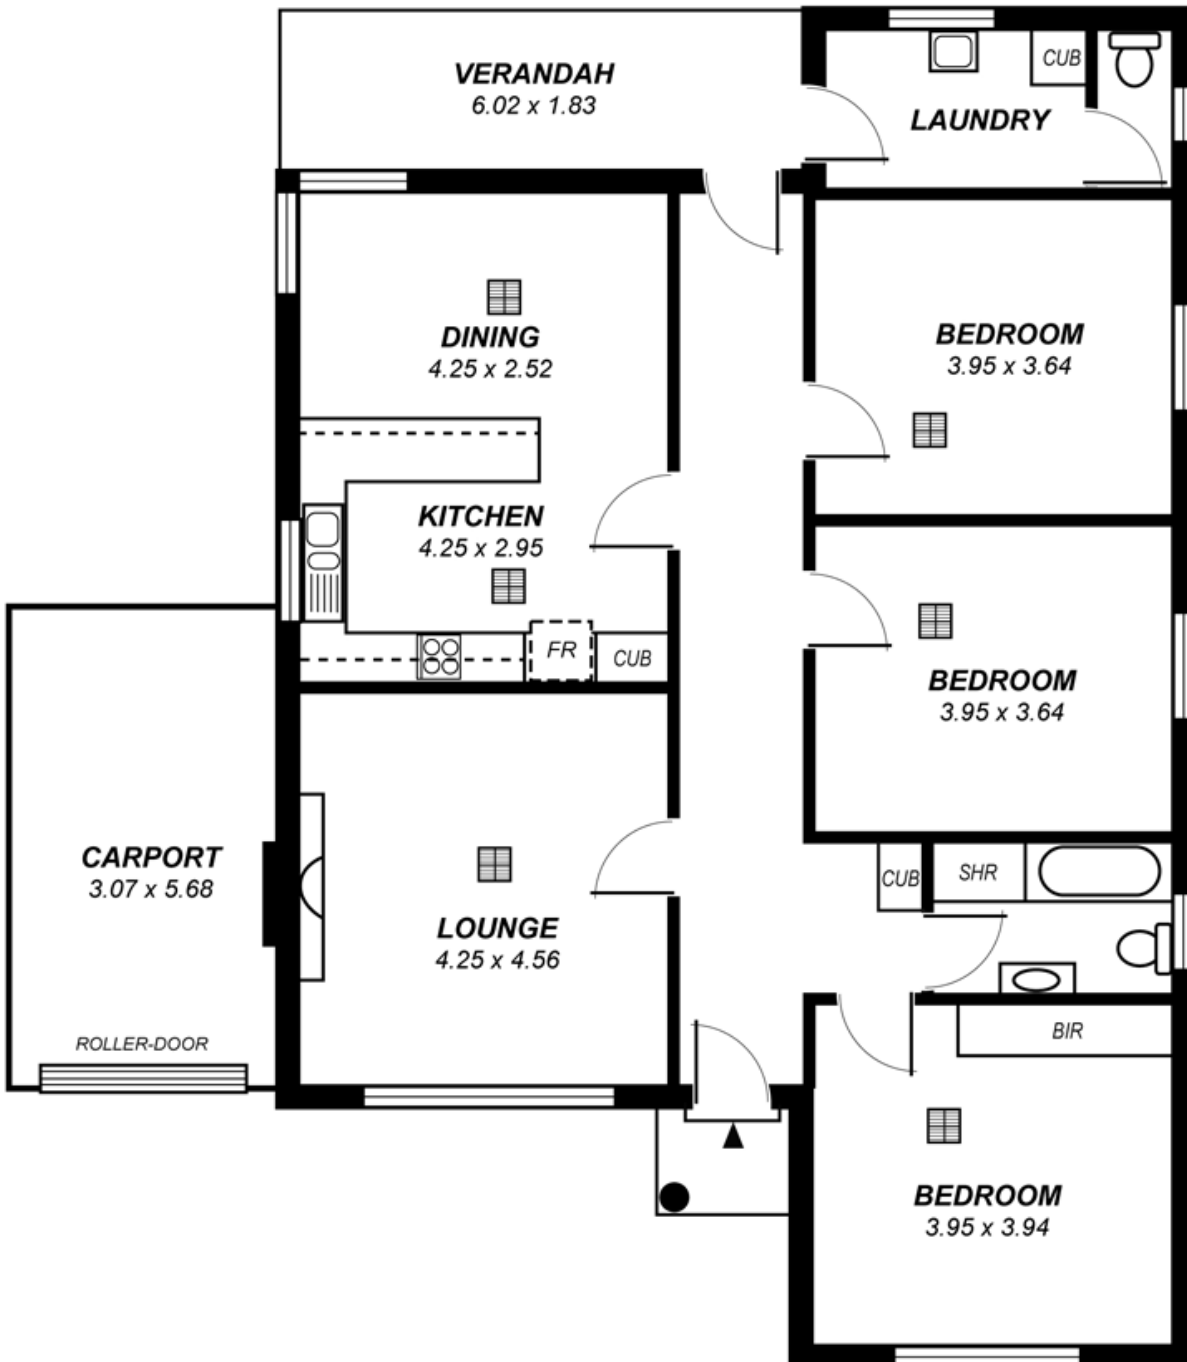 VERANDAH
6.02 x 1.83
CUB
LAUNDRY
DINING
4.25 x 2.52
BEDROOM
3.95 x 3.64
KITCHEN
4.25 x 2.95
FR
CUB
BEDROOM
3.95 x 3.64
CARPORT
3.07 x 5.68
ROLLER-DOOR
LOUNGE
4.25 x 4.56
CUB
SHR
BIR
BEDROOM
3.95 x 3.94